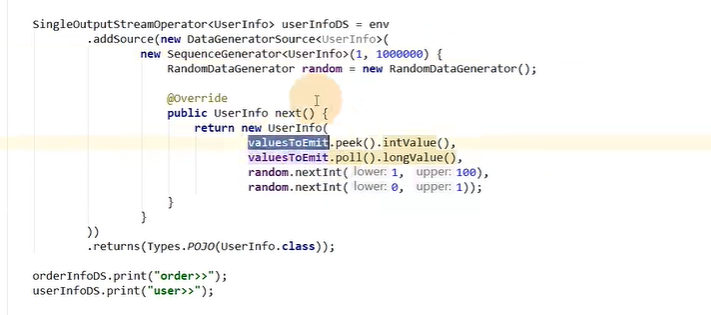 SingleOutputStreamOperator<UserInfo> userInfoDS = env
.addSource(new DataGeneratorSource<UserInfo>(
new SequenceGenerator<UserInfo>(1, 1000000) {
RandomDataGenerator random = new RandomDataGenerator();
@Override
public UserInfo next() {
return new UserInfo(
valuesToEmit.peek().intValue(),
valuesToEmit.poll().longValue(),
random.nextInt( lower: 1, upper: 100),
random.nextInt( lower: 0, upper: 1));
}
}
))
.returns(Types.POJO(UserInfo.class));
orderInfoDS.print("order>>");
userInfoDS.print("user>>");